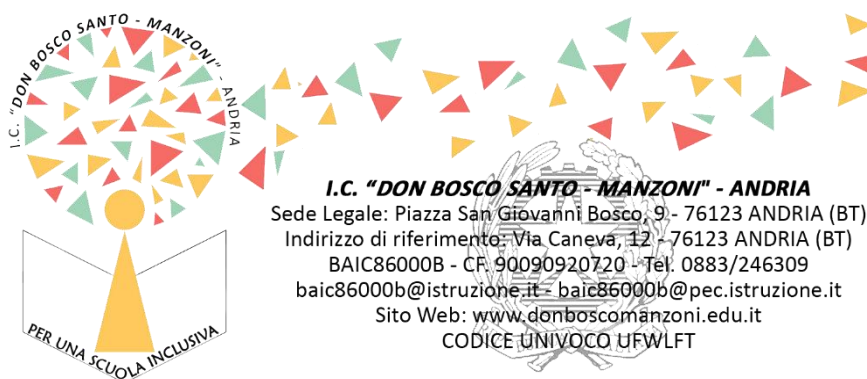 I.C. "DON BOSCO SANTO - MANZONI" - ANDRIA
PER UNA SCUOLA INCLUSIVA
I.C. “DON BOSCO SANTO - MANZONI" - ANDRIA
Sede Legale: Piazza San Giovanni Bosco, 9 - 76123 ANDRIA (BT)
Indirizzo di riferimento: Via Caneva, 12 - 76123 ANDRIA (BT)
BAIC86000B - CF. 90090920720 - Tel. 0883/246309
baic86000b@istruzione.it - baic86000b@pec.istruzione.it
Sito Web: www.donboscomanzoni.edu.it
CODICE UNIVOCO UFWLFT